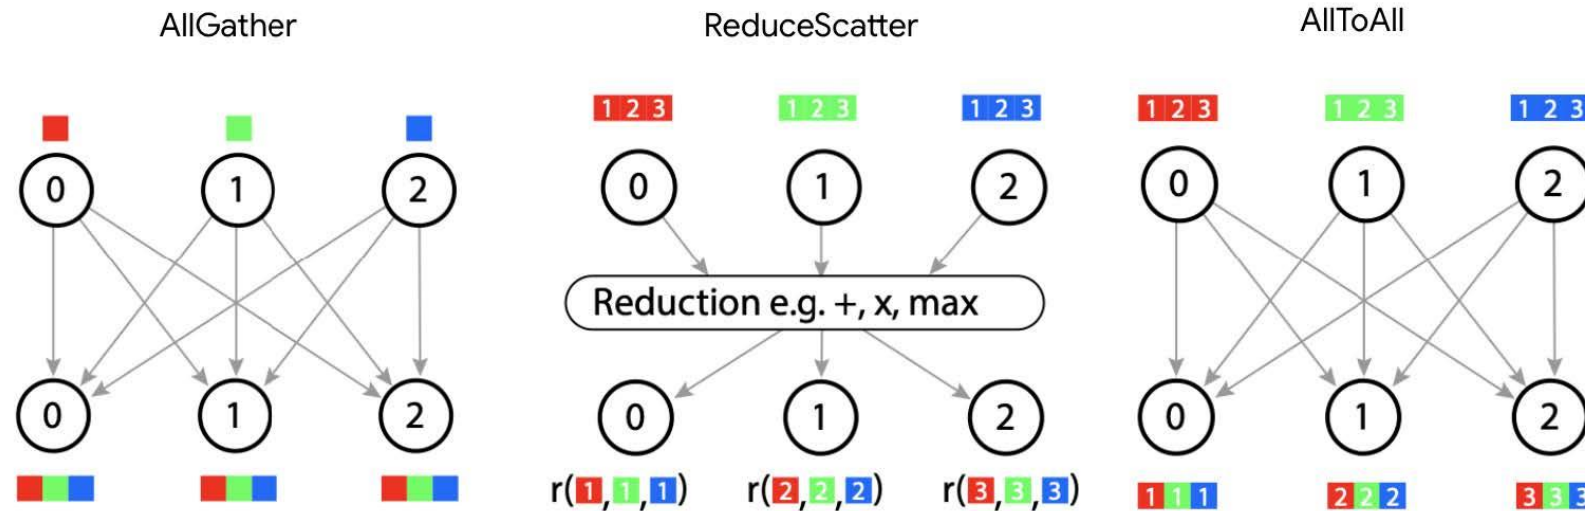 AllGather
0 1 2
0 1 2
ReduceScatter
1 2 3 1 2 3 1 2 3
0 1 2
Reduction e.g. +, x, max
0 1 2
r(1,1,1) r(2,2,2) r(3,3,3)
AllToAll
1 2 3 1 2 3 1 2 3
0 1 2
0 1 2
1 1 1 2 2 2 3 3 3